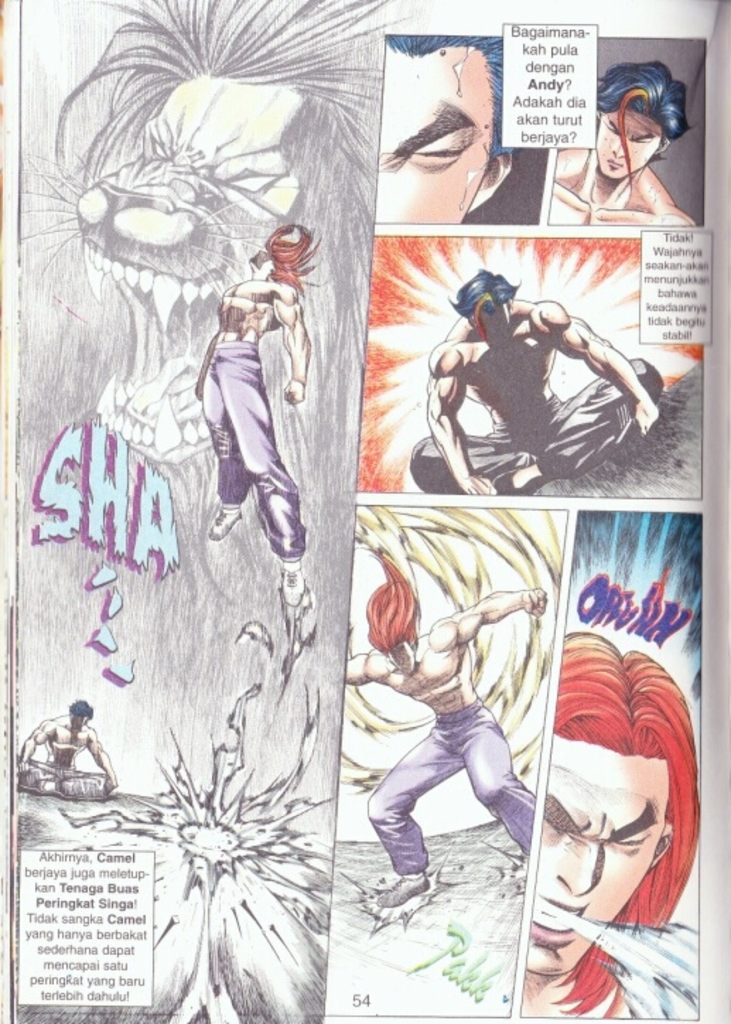 SHA
Akhirnya, Camel
berjaya juga meletup-
kan Tenaga Buas
Peringkat Singa!
Tidak sangka Camel
yang hanya berbakat
sederhana dapat
mencapai satu
peringkat yang baru
terlebih dahulu!
Bagaimana-
kah pula
dengan
Andy?
Adakah dia
akan turut
berjaya?
Tidak!
Wajahnya
seakan-akan
menunjukkan
bahawa
keadaannya
tidak begitu
stabil!
54